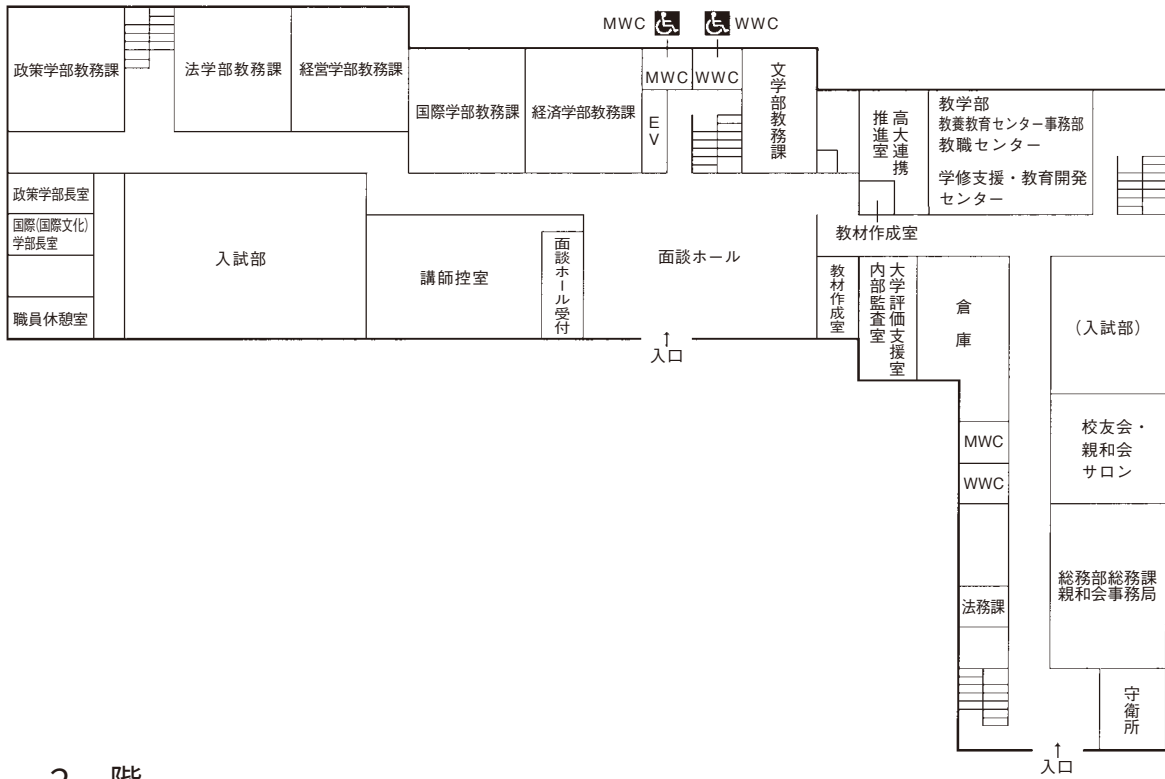 MWC
WWC
政策学部教務課
法学部教務課
経営学部教務課
国際学部教務課
経済学部教務課
MWC
WWC
EV
文学部教務課
高大連携
推進室
教学部
教養教育センター事務部
教職センター
学修支援・教育開発
センター
教材作成室
政策学部長室
国際(国際文化)
学部長室
職員休憩室
入試部
講師控室
面談ホール受付
面談ホール
入口
教材作成室
大学評価支援室
内部監査室
倉庫
(入試部)
校友会・
親和会
サロン
MWC
WWC
総務部総務課
親和会事務局
法務課
守衛所
入口
階